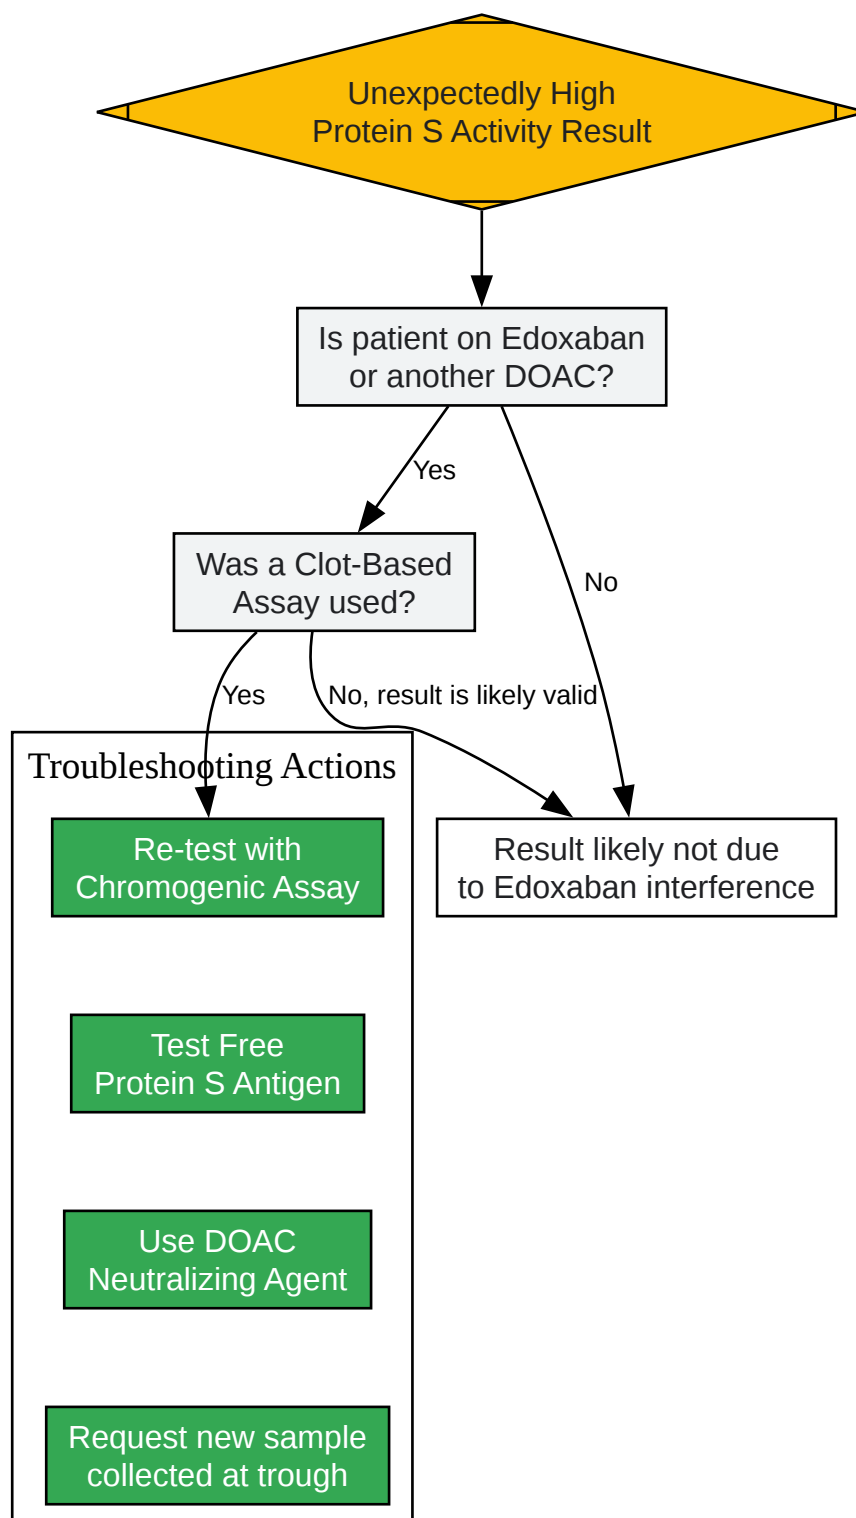 Unexpectedly High
Protein S Activity Result
Is patient on Edoxaban
or another DOAC?
Yes
Was a Clot-Based
Assay used?
No
Yes
No, result is likely valid
Troubleshooting Actions
Re-test with
Chromogenic Assay
Result likely not due
to Edoxaban interference
Test Free
Protein S Antigen
Use DOAC
Neutralizing Agent
Request new sample
collected at trough